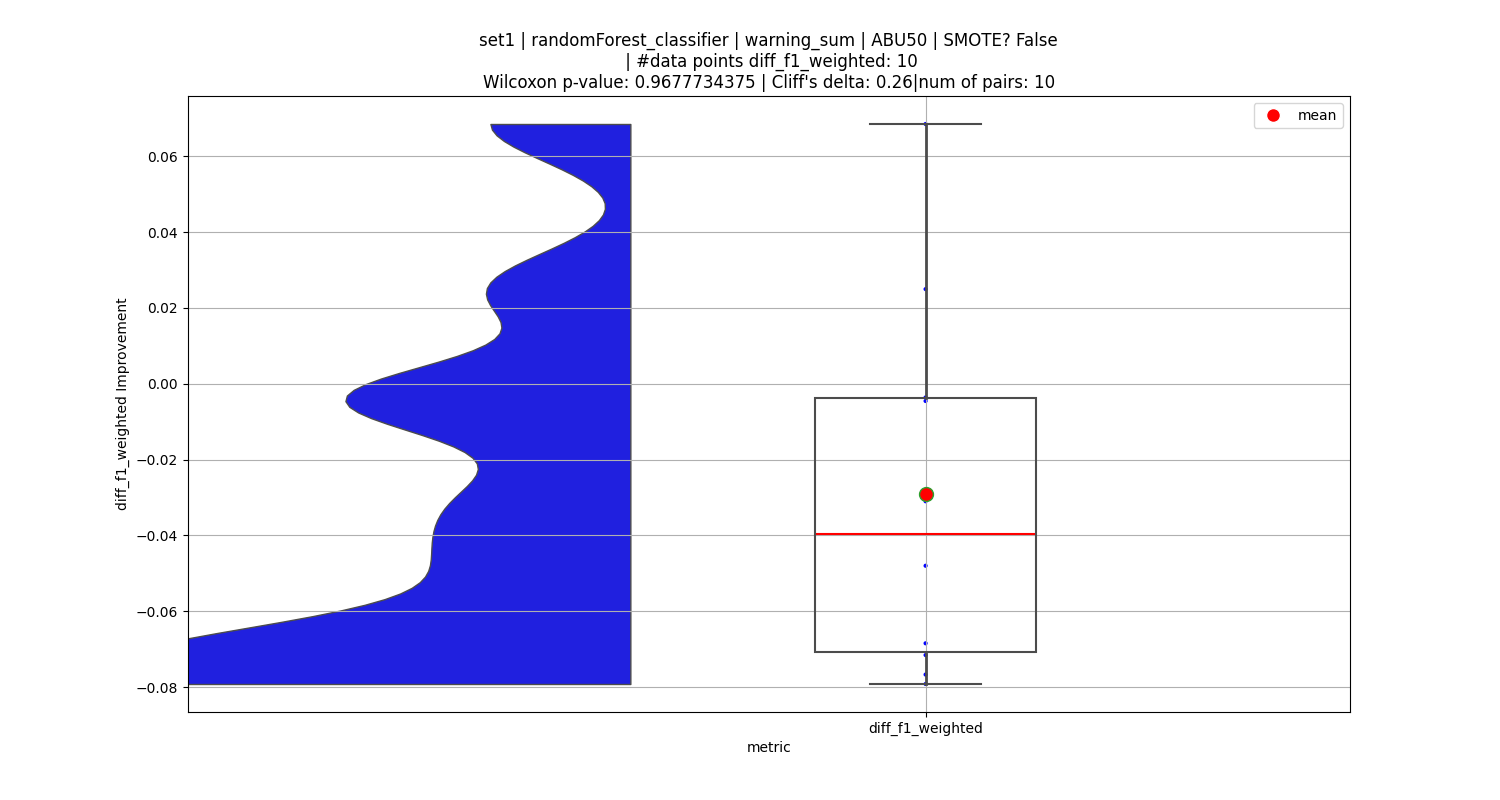 set1 | randomForest_classifier | warning_sum | ABU50 | SMOTE? False
| #data points diff_f1_weighted: 10
Wilcoxon p-value: 0.9677734375 | Cliff's delta: 0.26|num of pairs: 10
mean
0.06
0.04
0.02
0.00
−0.02
−0.04
−0.06
−0.08
diff_f1_weighted Improvement
diff_f1_weighted
metric